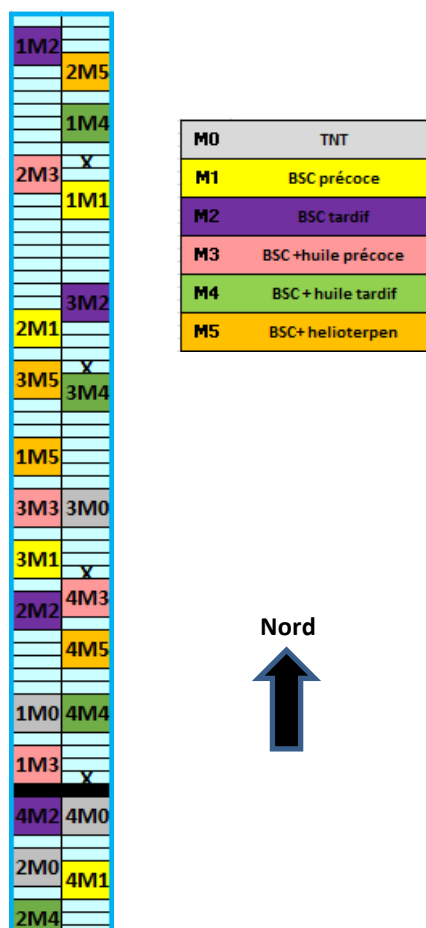 1M2
2M5
1M4
X
2M3
1M1
3M2
2M1
X
3M5
3M4
1M5
3M3 3M0
3M1
X
4M3
2M2
4M5
1M0 4M4
1M3
X
4M2 4M0
2M0
4M1
2M4
M0 TNT
M1 BSC précoce
M2 BSC tardif
M3 BSC +huile précoce
M4 BSC + huile tardif
M5 BSC+ helioterpen
Nord